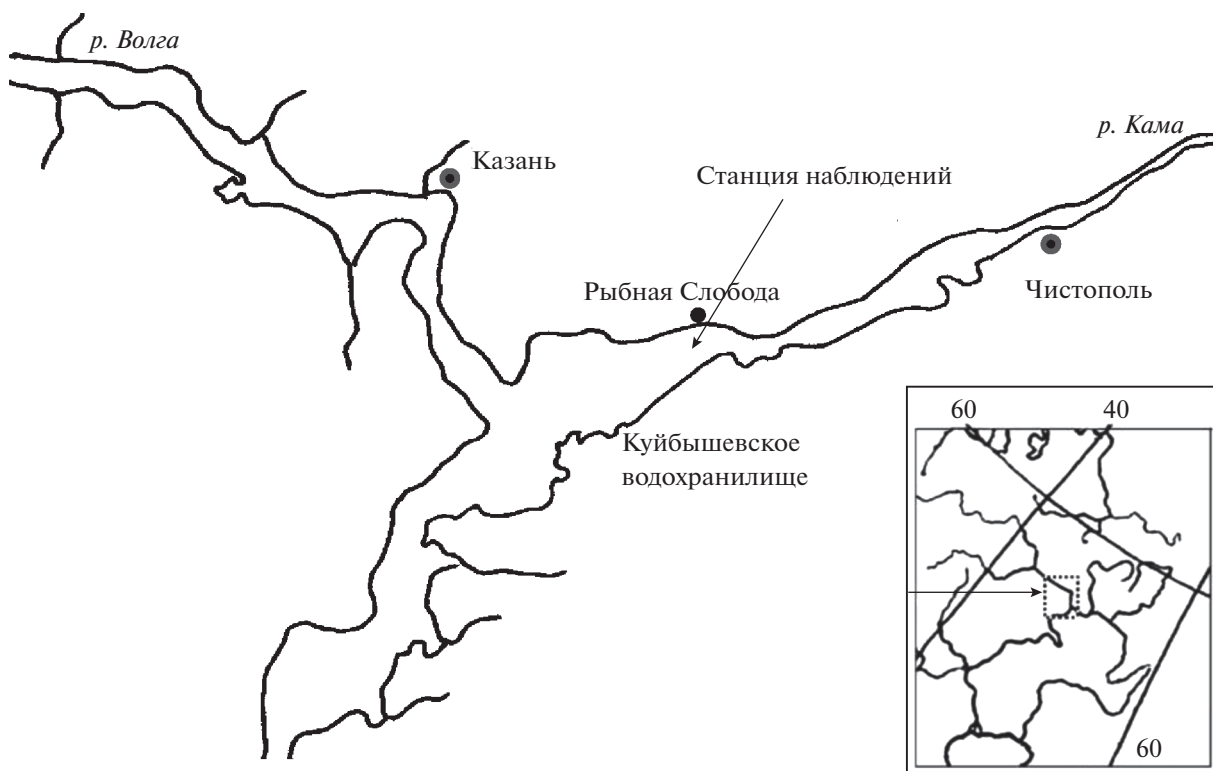 р. Волга
р. Кама
Казань
Станция наблюдений
Рыбная Слобода
Чистополь
Куйбышевское
водохранилище
60
40
60